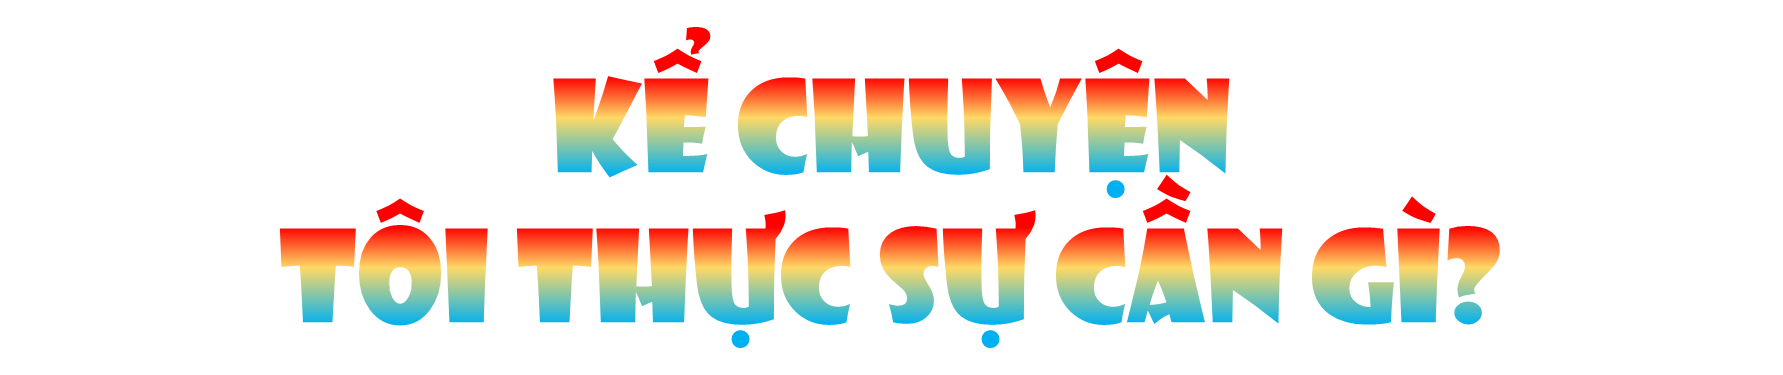 KỂ CHUYỆN
TÔI THỰC SỰ CẦN GÌ?